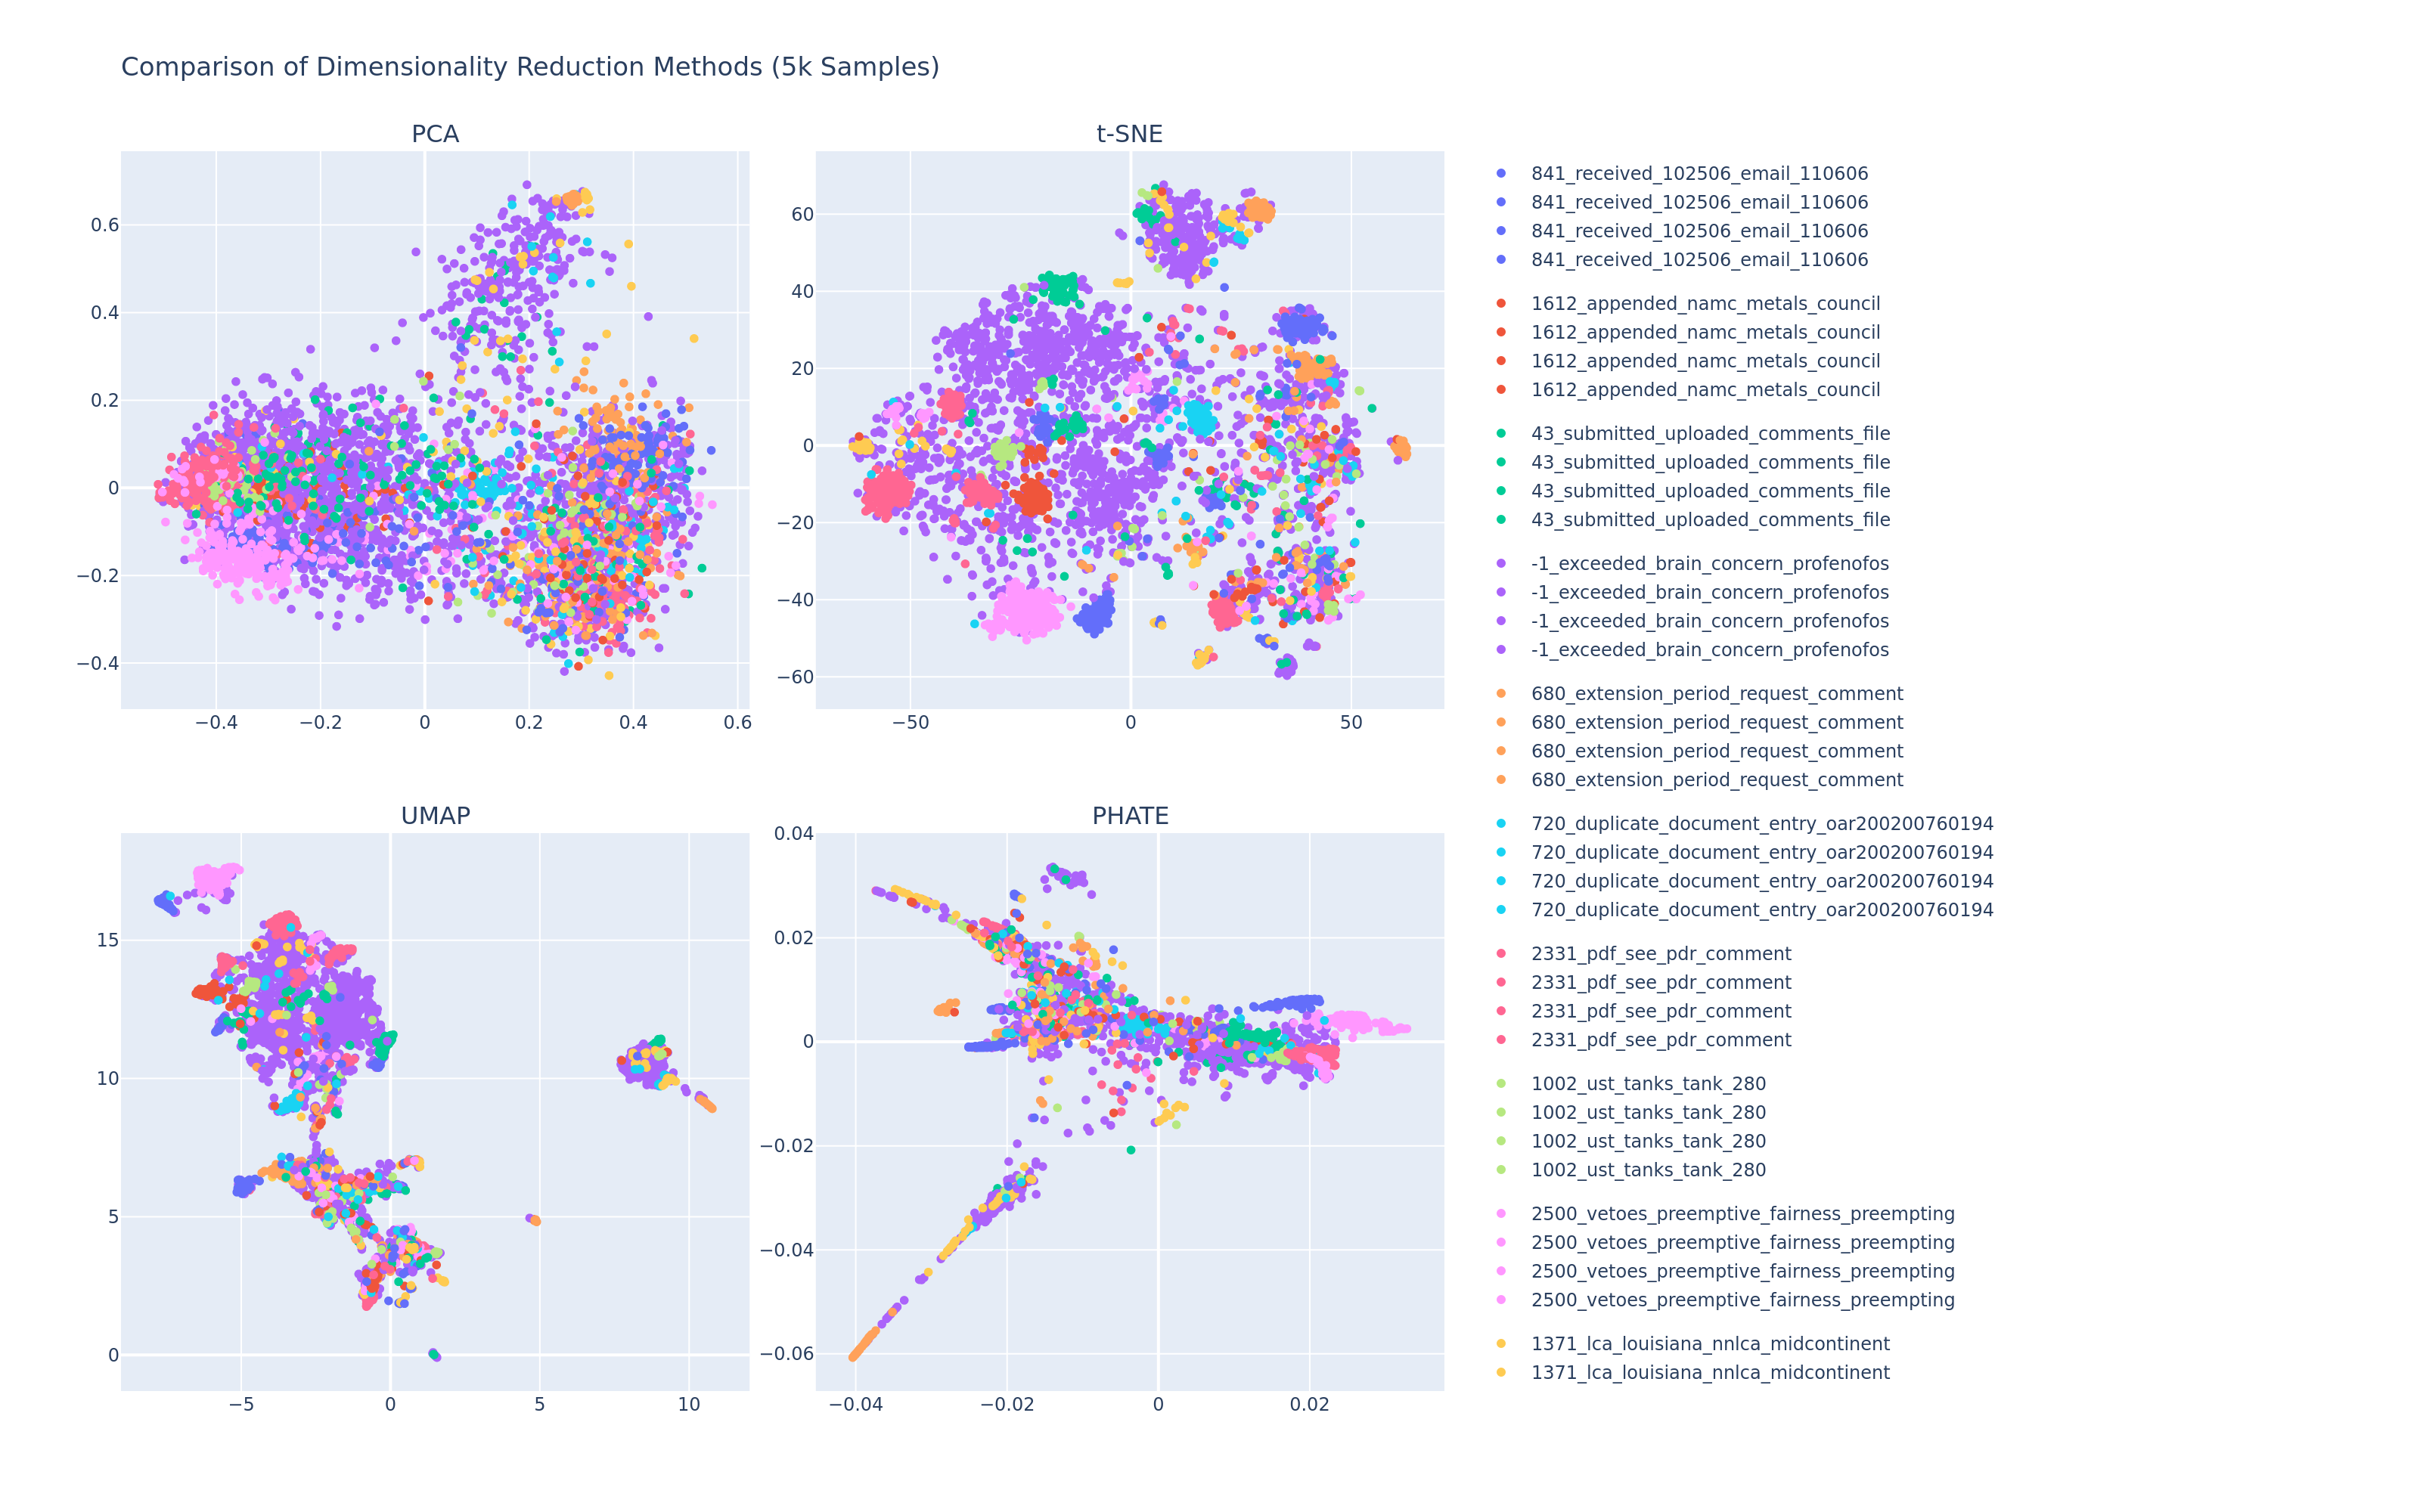 Comparison of Dimensionality Reduction Methods (5k Samples)
PCA
0.6
0.4
0.2
0
−0.2
−0.4
−0.4
−0.2
0
0.2
0.4
0.6
t-SNE
60
40
20
0
−20
−40
−60
−50
0
50
UMAP
15
10
5
0
−5
0
5
10
PHATE
0.04
0.02
0
−0.02
−0.04
−0.06
−0.04
−0.02
0
0.02
841_received_102506_email_110606
841_received_102506_email_110606
841_received_102506_email_110606
841_received_102506_email_110606
1612_appended_namc_metals_council
1612_appended_namc_metals_council
1612_appended_namc_metals_council
1612_appended_namc_metals_council
43_submitted_uploaded_comments_file
43_submitted_uploaded_comments_file
43_submitted_uploaded_comments_file
43_submitted_uploaded_comments_file
-1_exceeded_brain_concern_profenofos
-1_exceeded_brain_concern_profenofos
-1_exceeded_brain_concern_profenofos
-1_exceeded_brain_concern_profenofos
680_extension_period_request_comment
680_extension_period_request_comment
680_extension_period_request_comment
680_extension_period_request_comment
720_duplicate_document_entry_oar200200760194
720_duplicate_document_entry_oar200200760194
720_duplicate_document_entry_oar200200760194
720_duplicate_document_entry_oar200200760194
2331_pdf_see_pdr_comment
2331_pdf_see_pdr_comment
2331_pdf_see_pdr_comment
2331_pdf_see_pdr_comment
1002_ust_tanks_tank_280
1002_ust_tanks_tank_280
1002_ust_tanks_tank_280
1002_ust_tanks_tank_280
2500_vetoes_preemptive_fairness_preempting
2500_vetoes_preemptive_fairness_preempting
2500_vetoes_preemptive_fairness_preempting
2500_vetoes_preemptive_fairness_preempting
1371_lca_louisiana_nnlca_midcontinent
1371_lca_louisiana_nnlca_midcontinent